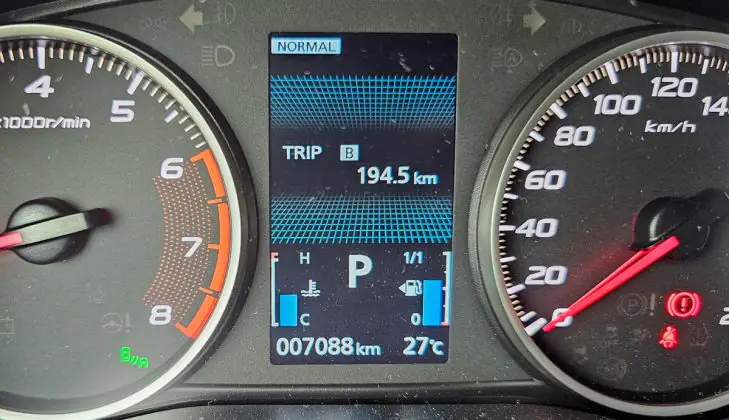 NORMAL
TRIP B
194.5 km
4 5 6 7 8
x1000r/min
0 20 40 60 80 100 120 140
km/h
H 1/1
P
C 0
007088 km 27°C